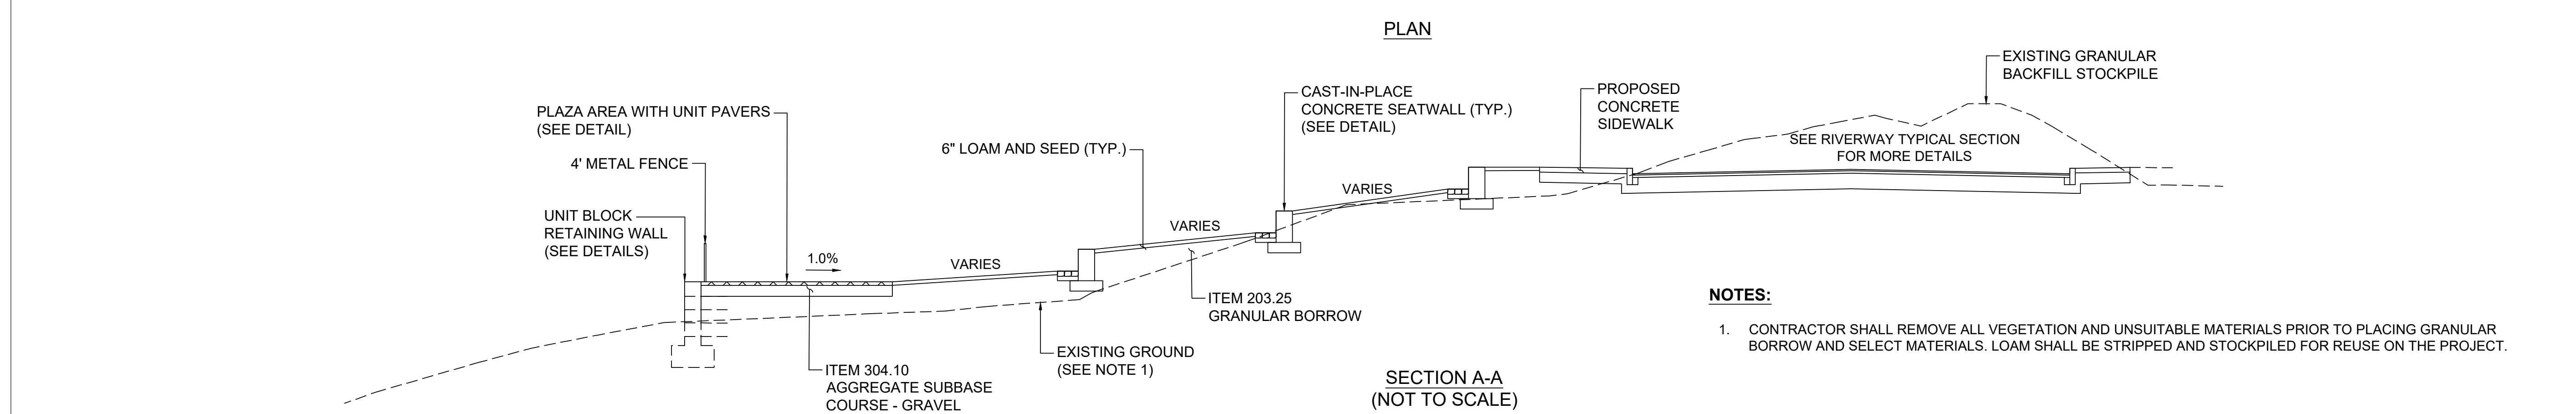 PLAN
EXISTING GRANULAR
BACKFILL STOCKPILE
CAST-IN-PLACE
CONCRETE SEATWALL (TYP.)
(SEE DETAIL)
PROPOSED
CONCRETE
SIDEWALK
PLAZA AREA WITH UNIT PAVERS
(SEE DETAIL)
SEE RIVERWAY TYPICAL SECTION
FOR MORE DETAILS
6" LOAM AND SEED (TYP.)
4' METAL FENCE
VARIES
UNIT BLOCK
RETAINING WALL
(SEE DETAILS)
VARIES
1.0%
VARIES
ITEM 203.25
GRANULAR BORROW
NOTES:
1. CONTRACTOR SHALL REMOVE ALL VEGETATION AND UNSUITABLE MATERIALS PRIOR TO PLACING GRANULAR
BORROW AND SELECT MATERIALS. LOAM SHALL BE STRIPPED AND STOCKPILED FOR REUSE ON THE PROJECT.
EXISTING GROUND
(SEE NOTE 1)
ITEM 304.10
AGGREGATE SUBBASE
COURSE - GRAVEL
SECTION A-A
(NOT TO SCALE)